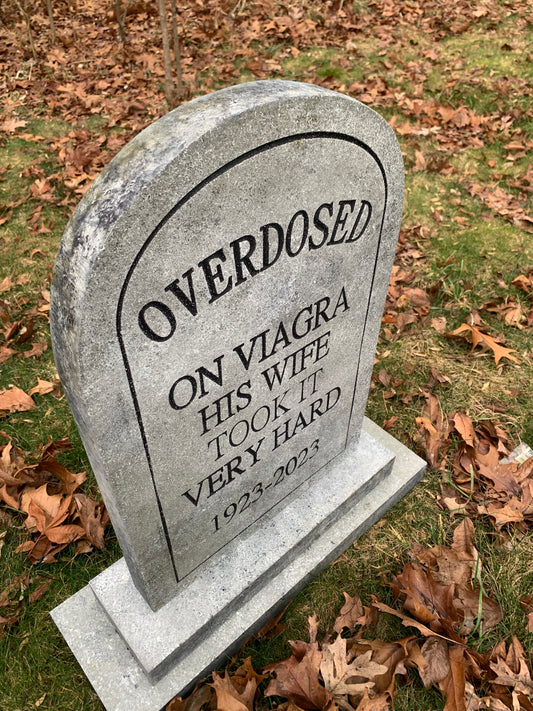 OVERDOSED
ON VIAGRA
HIS WIFE
TOOK IT
VERY HARD
1923-2023